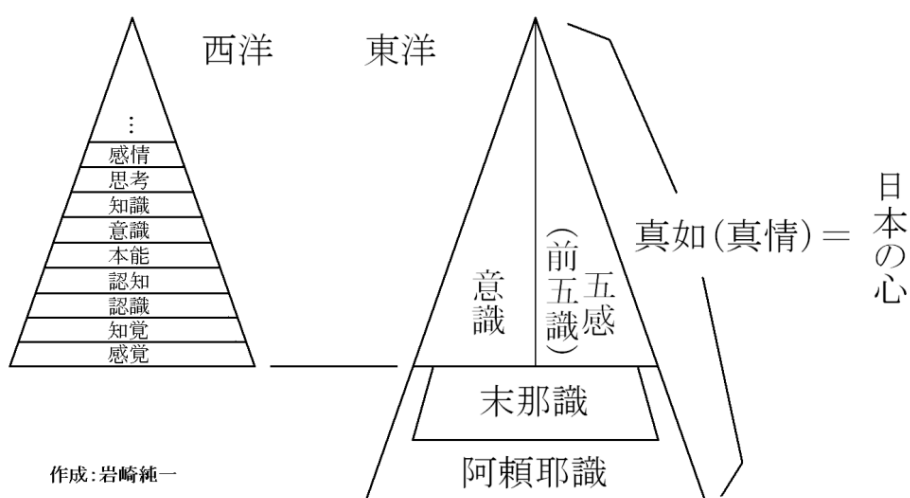 西洋
…
感情
思考
知識
意識
本能
認知
認識
知覚
感覚
東洋
意識
五感
(前五識)
末那識
阿頼耶識
真如(真情)=
日本の心
作成:岩崎純一